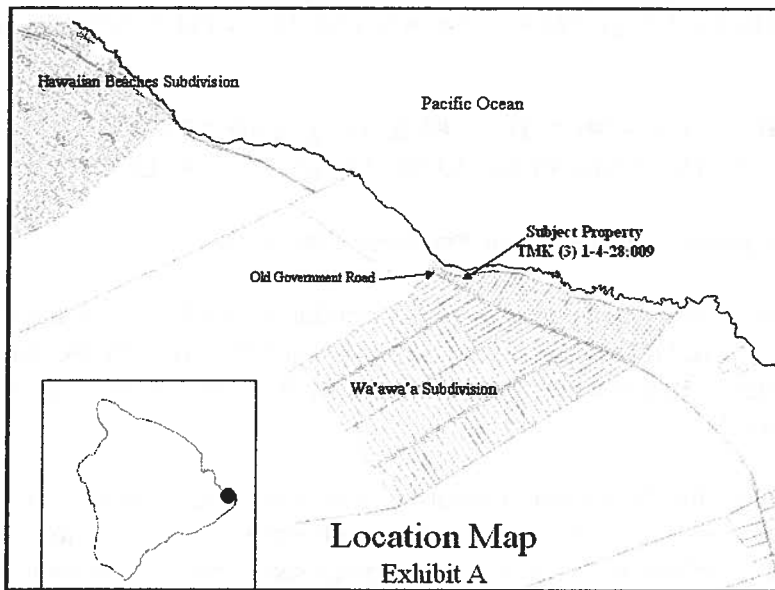 Hawaiian Beaches Subdivision
Pacific Ocean
Subject Property
TMK (3) 1-4-28:009
Old Government Road
Wa'awa'a Subdivision
Location Map
Exhibit A